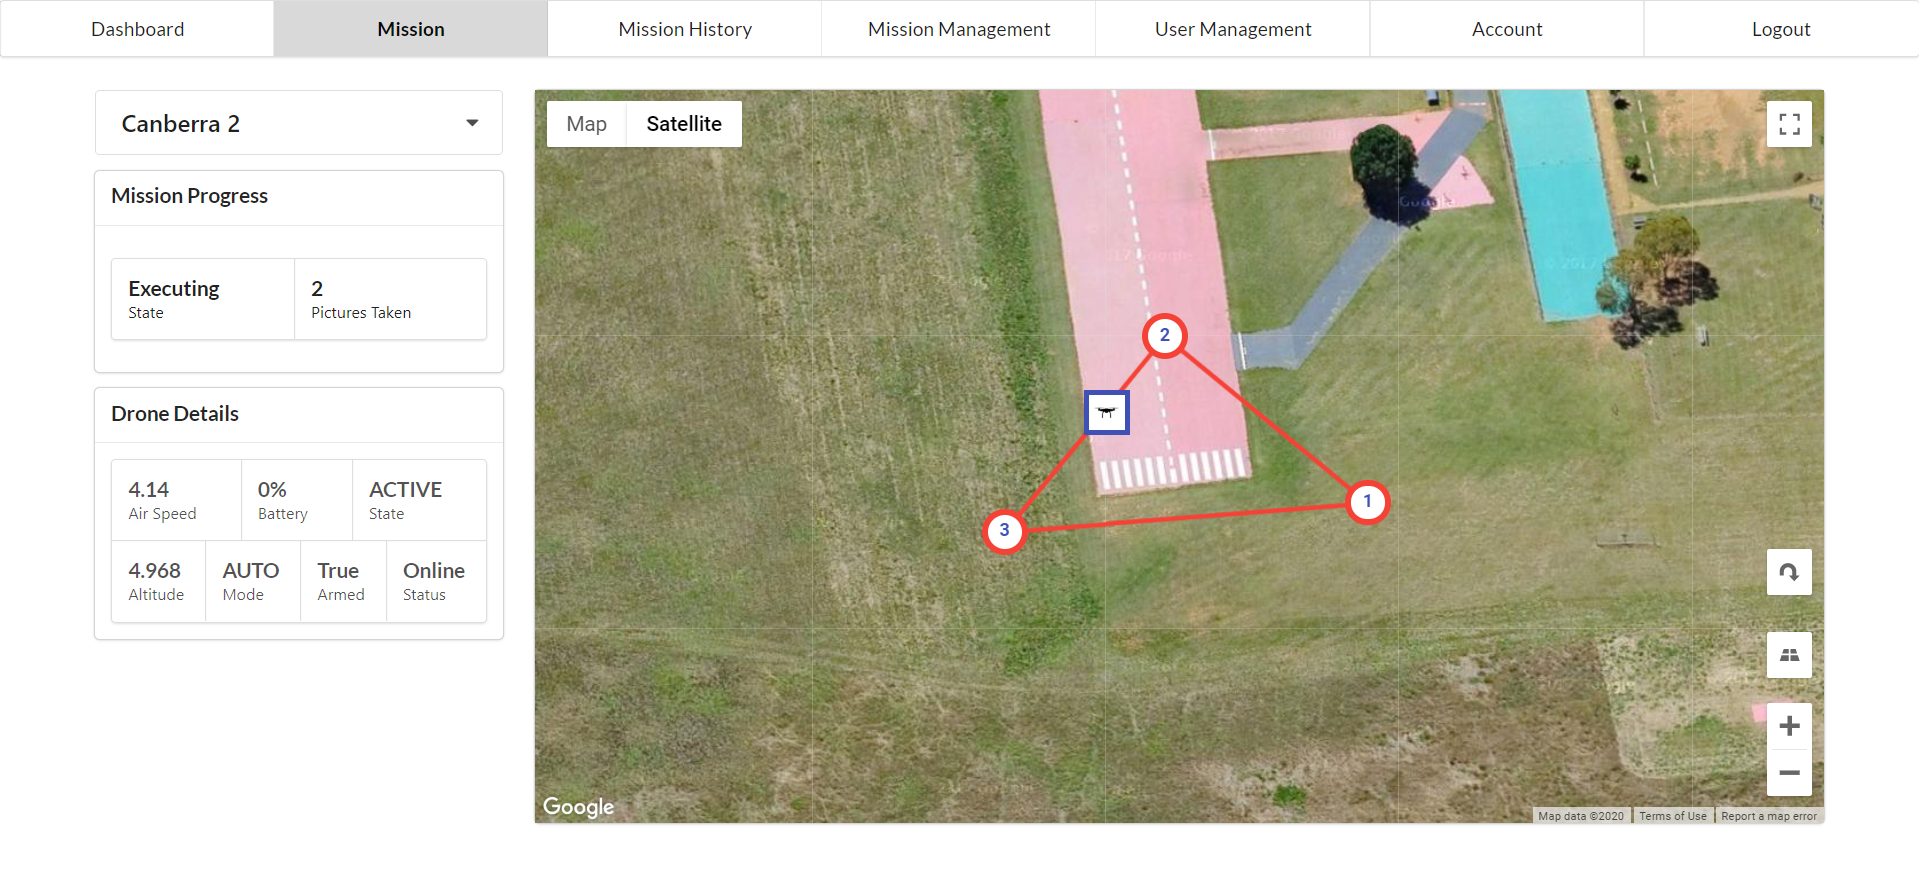 Dashboard
Mission
Mission History
Mission Management
User Management
Account
Logout
Canberra 2
Mission Progress
Executing
State
2
Pictures Taken
Drone Details
4.14
Air Speed
0%
Battery
ACTIVE
State
4.968
Altitude
AUTO
Mode
True
Armed
Online
Status
Map
Satellite
2
1
3
Google
Map data ©2020
Terms of Use
Report a map error